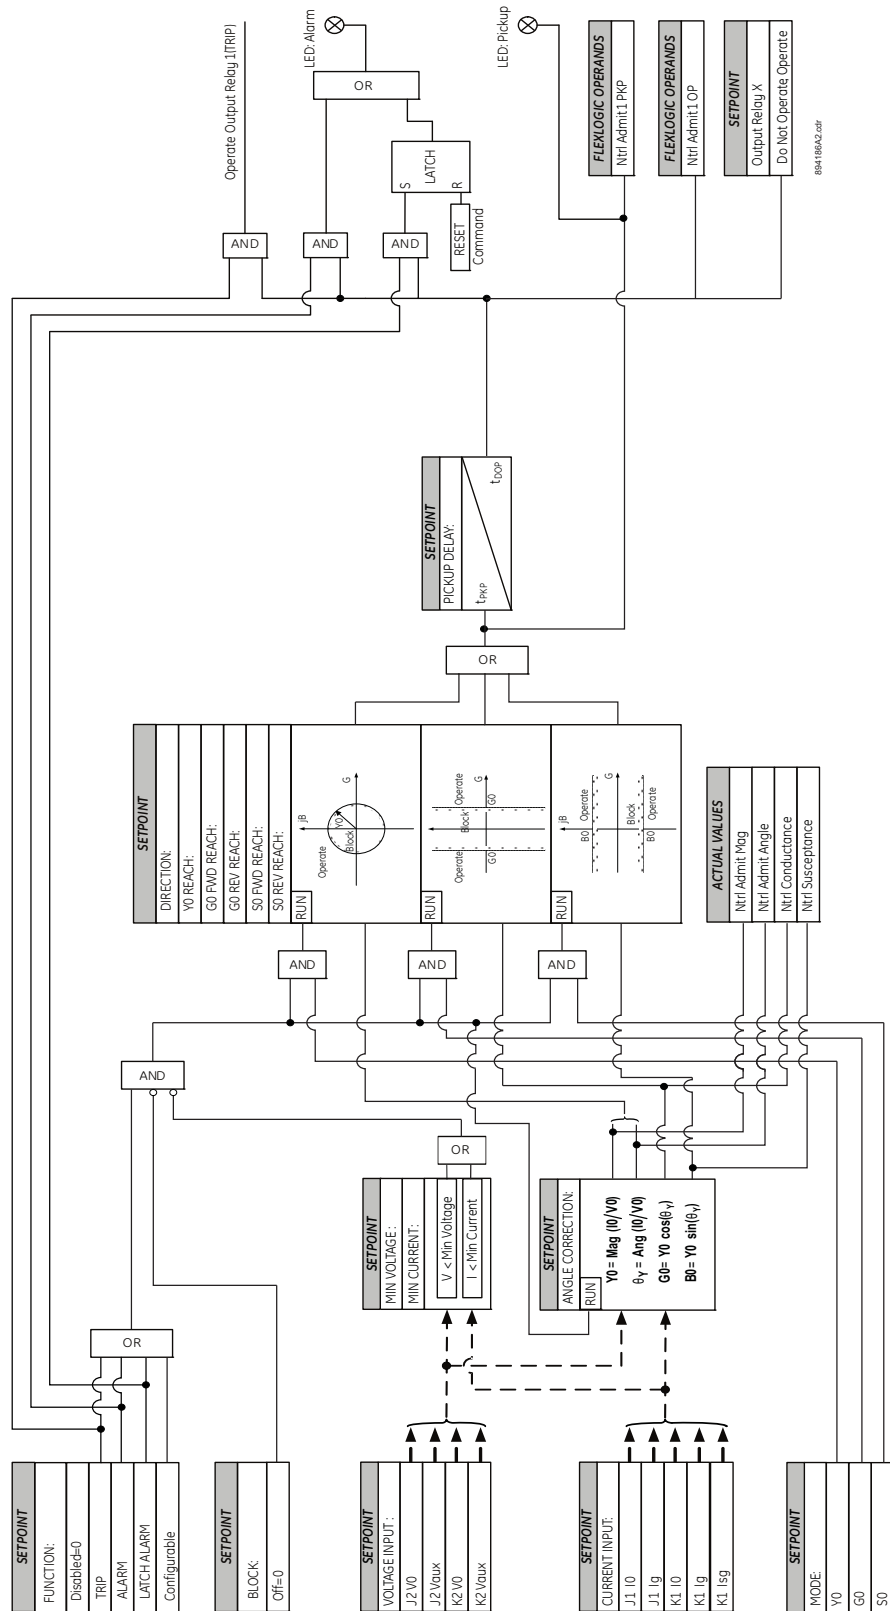 SETPOINT
FUNCTION:
Disabled=0
TRIP
ALARM
LATCH ALARM
Configurable
SETPOINT
BLOCK:
Off=0
SETPOINT
VOLTAGE INPUT :
J2 V0
J2 Vaux
K2 V0
K2 Vaux
SETPOINT
CURRENT INPUT:
J1 I0
J1 Ig
K1 I0
K1 Ig
K1 Isg
SETPOINT
MODE:
Y0
G0
S0
OR
AND
SETPOINT
MIN VOLTAGE :
MIN CURRENT:
V < Min Voltage
I < Min Current
OR
SETPOINT
ANGLE CORRECTION:
RUN
Y0 = Mag (I0/V0)
θY = Ang (I0/V0)
G0= Y0 cos(θY)
B0= Y0 sin(θY)
AND
AND
AND
SETPOINT
DIRECTION:
Y0 REACH:
G0 FWD REACH:
G0 REV REACH:
S0 FWD REACH:
S0 REV REACH:
RUN
Operate
Block
Y0
jB
G
RUN
Operate
G0
Block
jB
Operate
G0
G
RUN
jB
B0
Operate
G
Block
B0
Operate
ACTUAL VALUES
Ntrl Admit Mag
Ntrl Admit Angle
Ntrl Conductance
Ntrl Susceptance
OR
SETPOINT
PICKUP DELAY:
tPKP
tDOP
AND
AND
AND
Operate Output Relay 1(TRIP)
LED: Alarm
OR
S
LATCH
R
RESET
Command
LED: Pickup
FLEXLOGIC OPERANDS
Ntrl Admit1 PKP
FLEXLOGIC OPERANDS
Ntrl Admit1 OP
SETPOINT
Output Relay X
Do Not Operate, Operate
894186A2.cdr